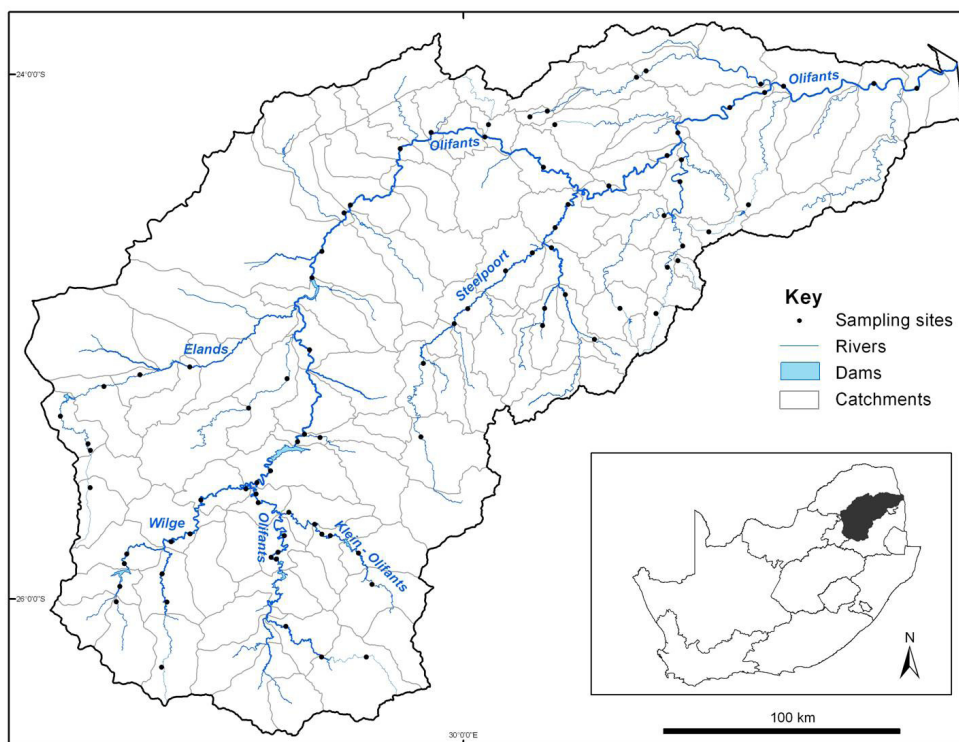 24°0'0"S
Olifants
Olifants
Steelpoort
Elands
Key
Sampling sites
Rivers
Dams
Catchments
Wilge
Olifants
Klein - Olifants
26°0'0"S
N
100 km
30°0'0"E